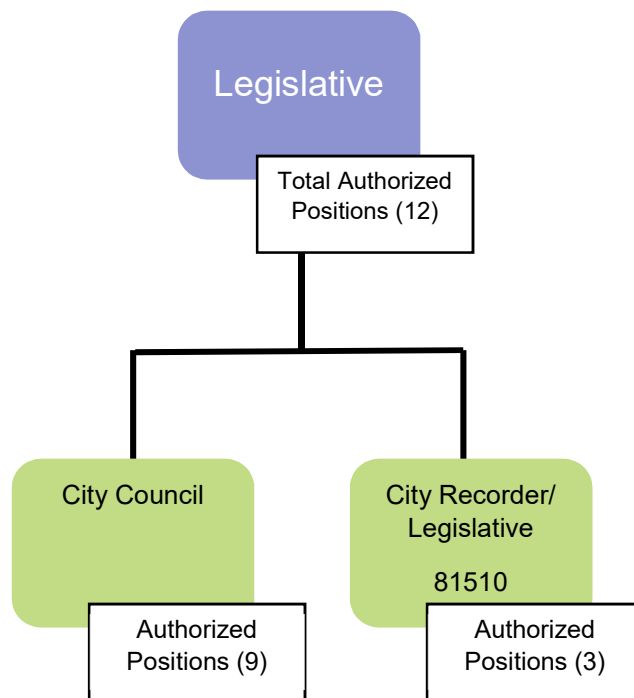 Legislative
Total Authorized
Positions (12)
City Council
Authorized
Positions (9)
City Recorder/
Legislative
81510
Authorized
Positions (3)